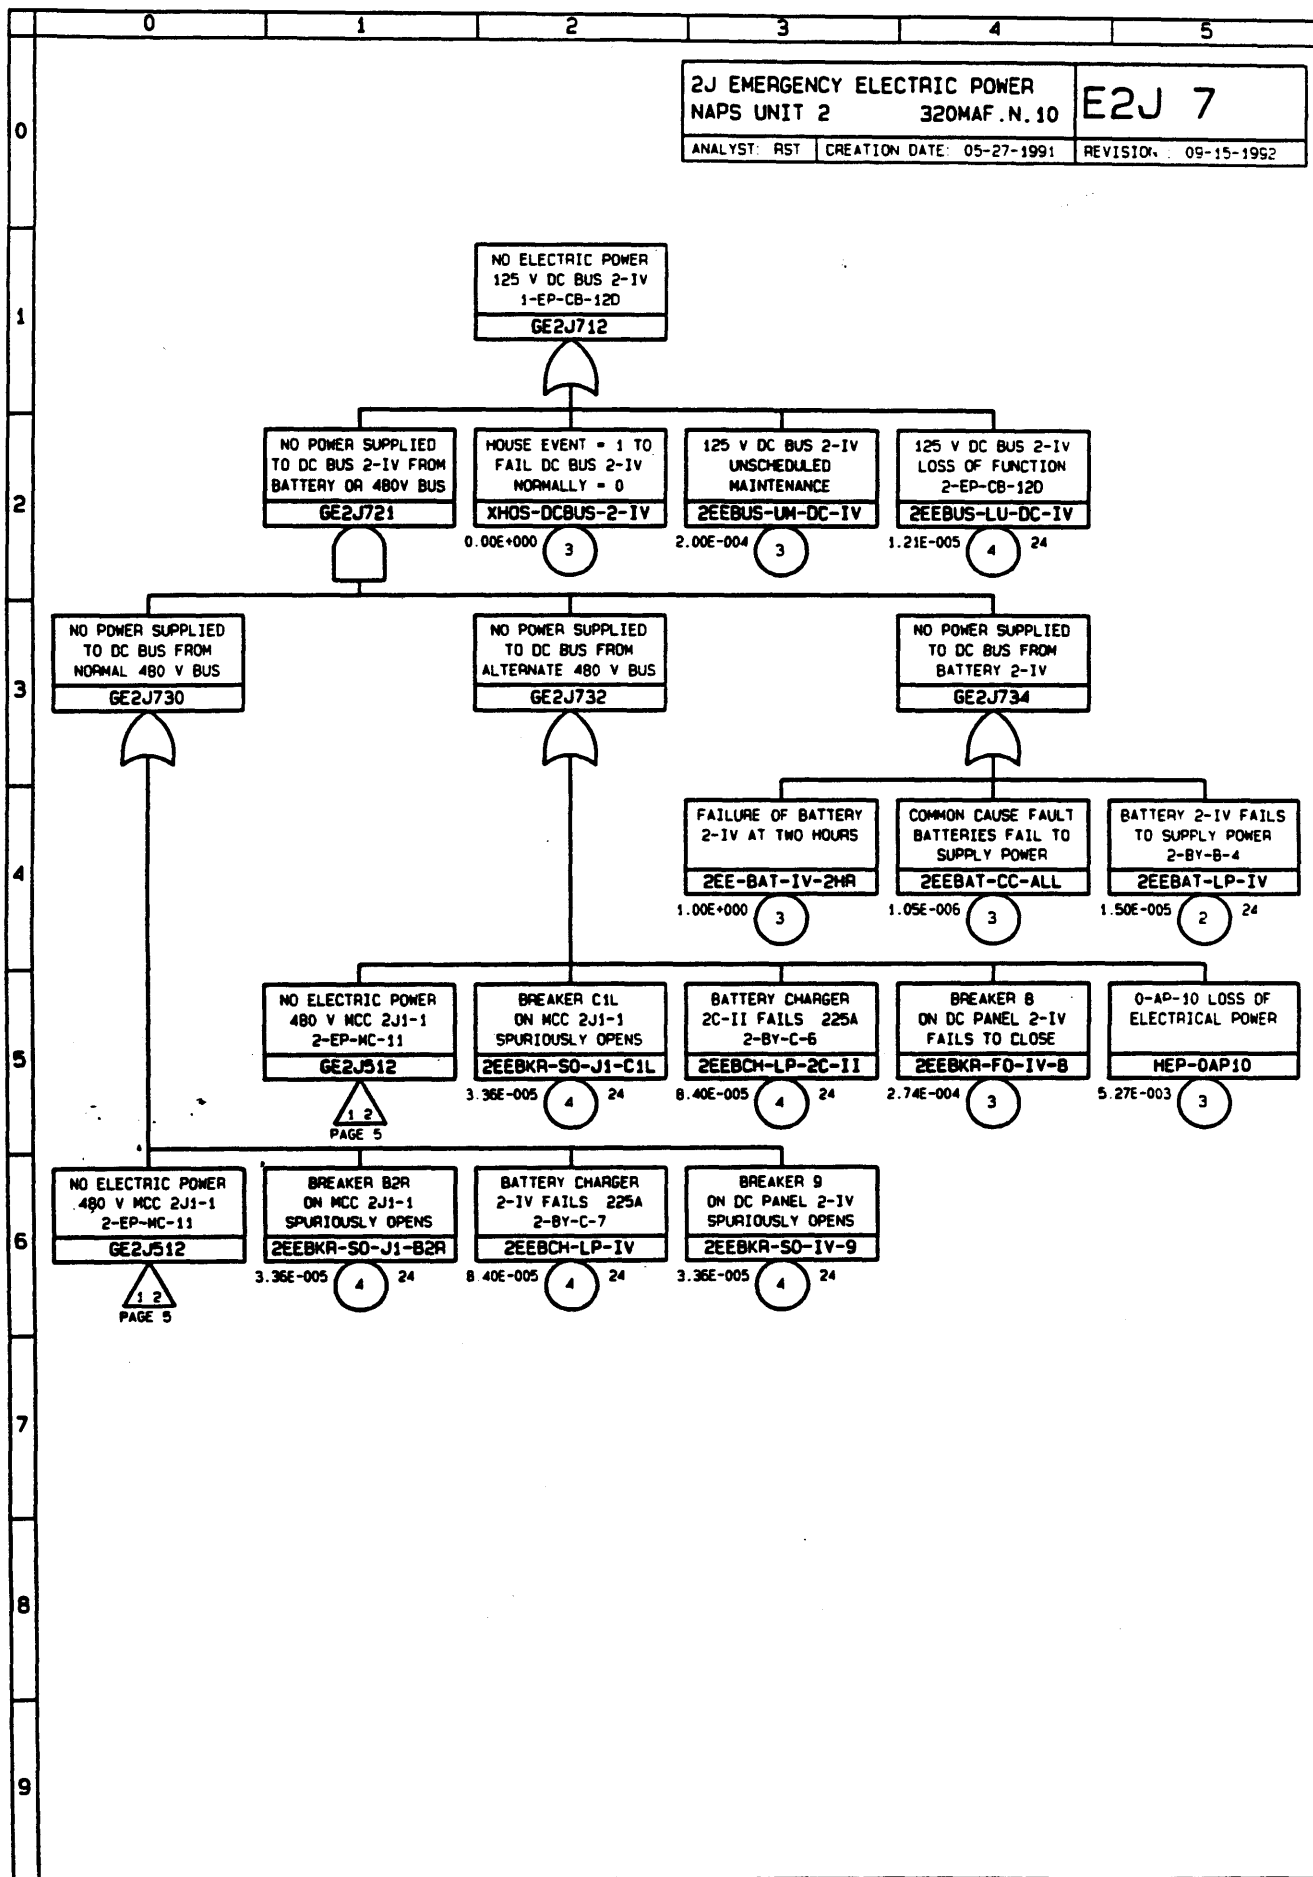 0 1 2 3 4 5
2J EMERGENCY ELECTRIC POWER
NAPS UNIT 2 320MAF.N.10
E2J 7
ANALYST: RST CREATION DATE: 05-27-1991 REVISION : 09-15-1992
0
NO ELECTRIC POWER
125 V DC BUS 2-IV
1-EP-CB-12D
GE2J712
1
NO POWER SUPPLIED
TO DC BUS 2-IV FROM
BATTERY OR 480V BUS
GE2J721
HOUSE EVENT = 1 TO
FAIL DC BUS 2-IV
NORMALLY = 0
XHOS-DCBUS-2-IV
0.00E+000 3
125 V DC BUS 2-IV
UNSCHEDULED
MAINTENANCE
2EEBUS-UM-DC-IV
2.00E-004 3
125 V DC BUS 2-IV
LOSS OF FUNCTION
2-EP-CB-12D
2EEBUS-LU-DC-IV
1.21E-005 4 24
2
NO POWER SUPPLIED
TO DC BUS FROM
NORMAL 480 V BUS
GE2J730
NO POWER SUPPLIED
TO DC BUS FROM
ALTERNATE 480 V BUS
GE2J732
NO POWER SUPPLIED
TO DC BUS FROM
BATTERY 2-IV
GE2J734
3
FAILURE OF BATTERY
2-IV AT TWO HOURS
2EE-BAT-IV-2HR
1.00E+000 3
COMMON CAUSE FAULT
BATTERIES FAIL TO
SUPPLY POWER
2EEBAT-CC-ALL
1.05E-006 3
BATTERY 2-IV FAILS
TO SUPPLY POWER
2-BY-B-4
2EEBAT-LP-IV
1.50E-005 2 24
4
NO ELECTRIC POWER
480 V MCC 2J1-1
2-EP-MC-11
GE2J512
1 2
PAGE 5
BREAKER C1L
ON MCC 2J1-1
SPURIOUSLY OPENS
2EEBKR-SO-J1-C1L
3.36E-005 4 24
BATTERY CHARGER
2C-II FAILS 225A
2-BY-C-6
2EEBCH-LP-2C-II
8.40E-005 4 24
BREAKER 8
ON DC PANEL 2-IV
FAILS TO CLOSE
2EEBKR-FO-IV-8
2.74E-004 3
0-AP-10 LOSS OF
ELECTRICAL POWER
HEP-0AP10
5.27E-003 3
5
NO ELECTRIC POWER
480 V MCC 2J1-1
2-EP-MC-11
GE2J512
1 2
PAGE 5
BREAKER B2R
ON MCC 2J1-1
SPURIOUSLY OPENS
2EEBKR-SO-J1-B2R
3.36E-005 4 24
BATTERY CHARGER
2-IV FAILS 225A
2-BY-C-7
2EEBCH-LP-IV
8.40E-005 4 24
BREAKER 9
ON DC PANEL 2-IV
SPURIOUSLY OPENS
2EEBKR-SO-IV-9
3.36E-005 4 24
6
7
8
9